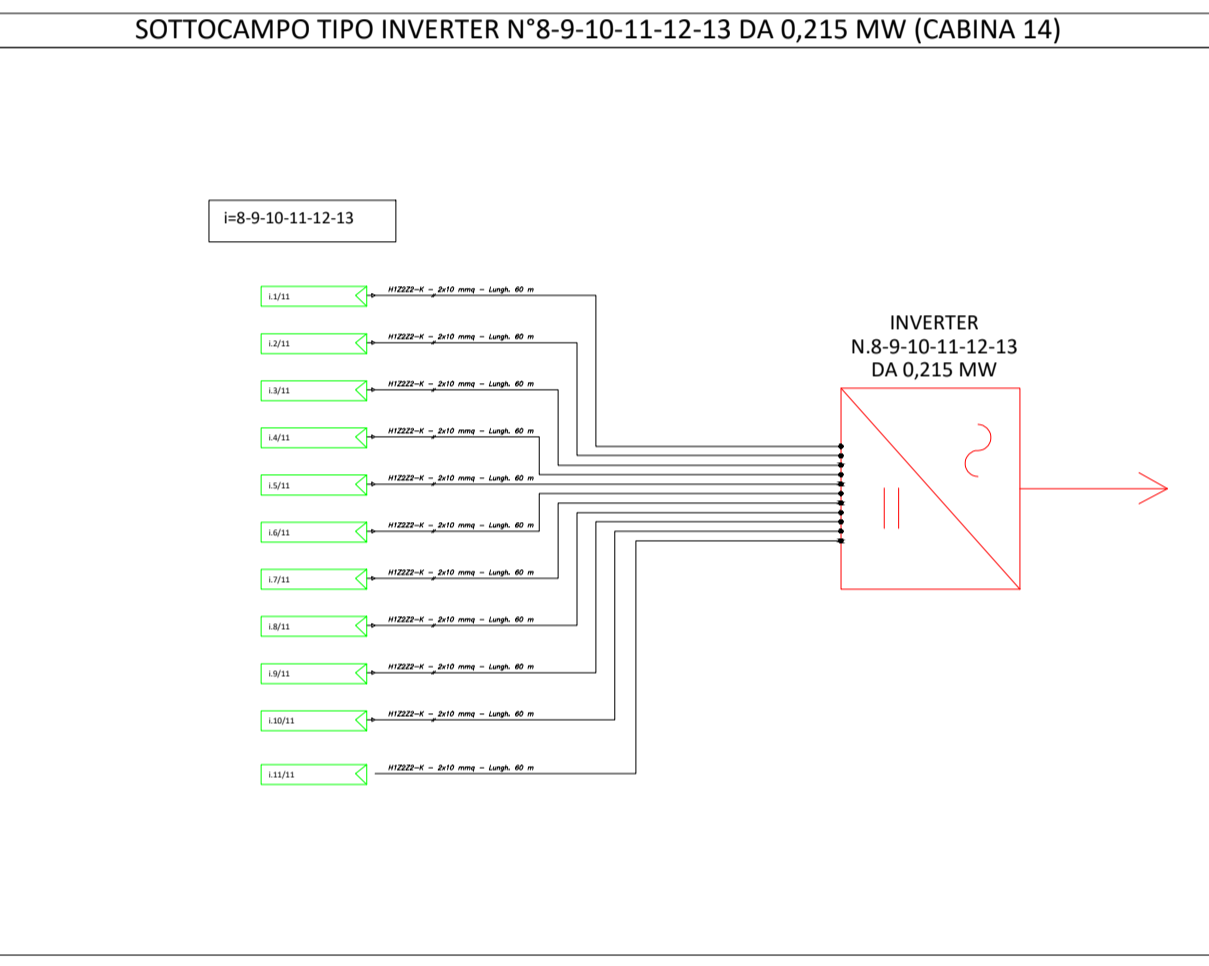 SOTTOCAMPO TIPO INVERTER N°8-9-10-11-12-13 DA 0,215 MW (CABINA 14)
i=8-9-10-11-12-13
i.1/11 H1Z2Z2-K - 2x10 mmq - Lungh. 60 m
INVERTER
N.8-9-10-11-12-13
DA 0,215 MW
i.2/11 H1Z2Z2-K - 2x10 mmq - Lungh. 60 m
i.3/11 H1Z2Z2-K - 2x10 mmq - Lungh. 60 m
i.4/11 H1Z2Z2-K - 2x10 mmq - Lungh. 60 m
i.5/11 H1Z2Z2-K - 2x10 mmq - Lungh. 60 m
i.6/11 H1Z2Z2-K - 2x10 mmq - Lungh. 60 m
i.7/11 H1Z2Z2-K - 2x10 mmq - Lungh. 60 m
i.8/11 H1Z2Z2-K - 2x10 mmq - Lungh. 60 m
i.9/11 H1Z2Z2-K - 2x10 mmq - Lungh. 60 m
i.10/11 H1Z2Z2-K - 2x10 mmq - Lungh. 60 m
i.11/11 H1Z2Z2-K - 2x10 mmq - Lungh. 60 m